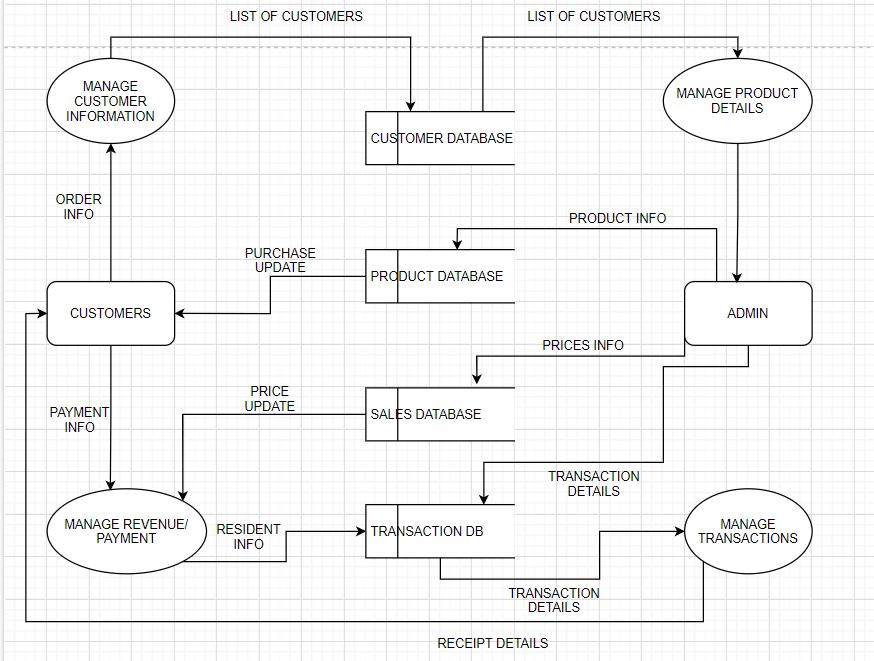 LIST OF CUSTOMERS
LIST OF CUSTOMERS
MANAGE
CUSTOMER
INFORMATION
MANAGE PRODUCT
DETAILS
CUSTOMER DATABASE
ORDER
INFO
PRODUCT INFO
PURCHASE
UPDATE
PRODUCT DATABASE
CUSTOMERS
ADMIN
PRICES INFO
PRICE
UPDATE
PAYMENT
INFO
SALES DATABASE
TRANSACTION
DETAILS
MANAGE REVENUE/
PAYMENT
RESIDENT
INFO
TRANSACTION DB
MANAGE
TRANSACTIONS
TRANSACTION
DETAILS
RECEIPT DETAILS